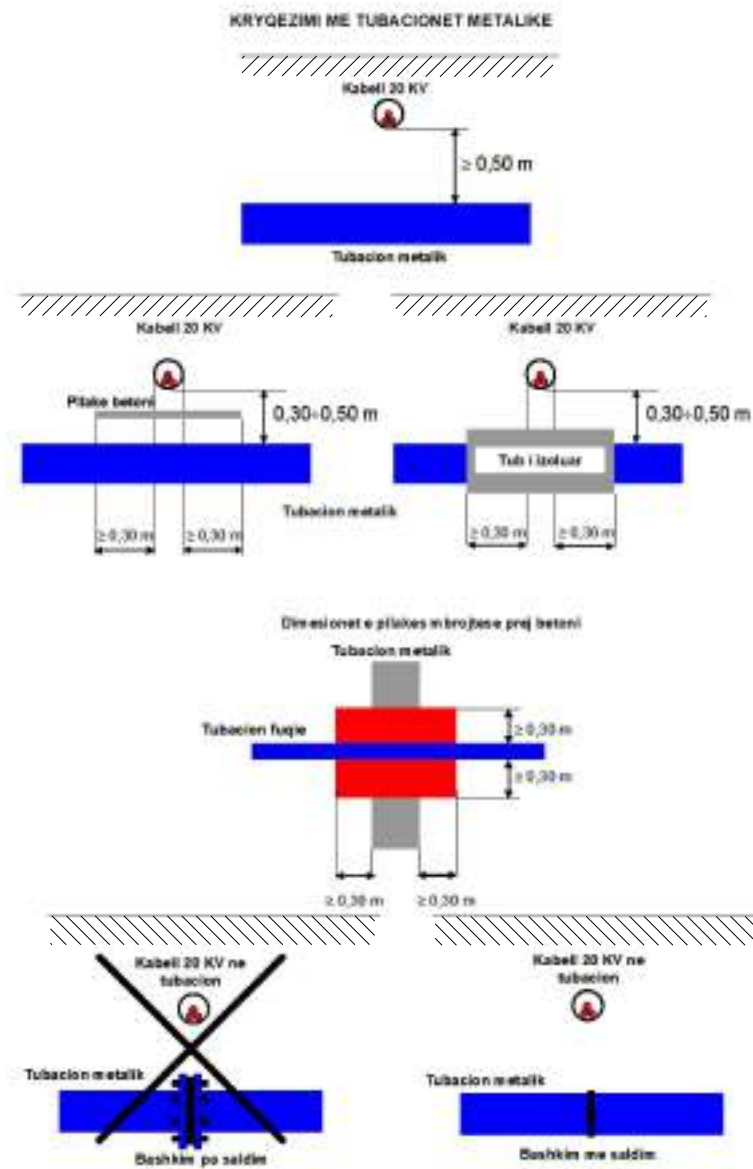 KRYQEZIMI ME TUBACIONET METALIKE
Kabell 20 KV
≥ 0,50 m
Tubacion metalik
Kabell 20 KV
Pllake betoni
0,30÷0,50 m
≥ 0,30 m
≥ 0,30 m
Tubacion metalik
Kabell 20 KV
0,30÷0,50 m
Tub i izoluar
≥ 0,30 m
≥ 0,30 m
Dimesionet e pllakes mbrojtese prej betoni
Tubacion metalik
Tubacion fuqie
≥ 0,30 m
≥ 0,30 m
≥ 0,30 m
≥ 0,30 m
Kabell 20 KV ne
tubacion
Tubacion metalik
Bashkim pa saldim
Kabell 20 KV ne
tubacion
Tubacion metalik
Bashkim me saldim